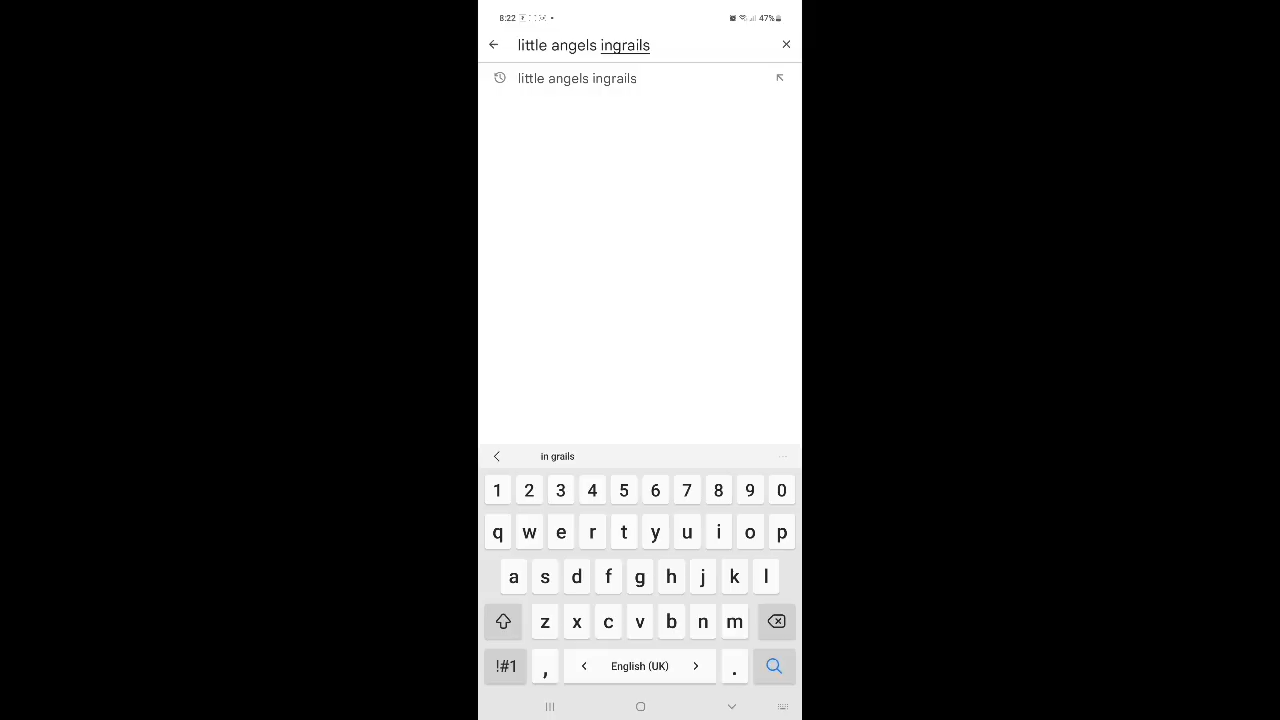 8:22 47%
little angels ingrails
little angels ingrails
in grails
1 2 3 4 5 6 7 8 9 0
q w e r t y u i o p
a s d f g h j k l
z x c v b n m
!#1 , < English (UK) > .